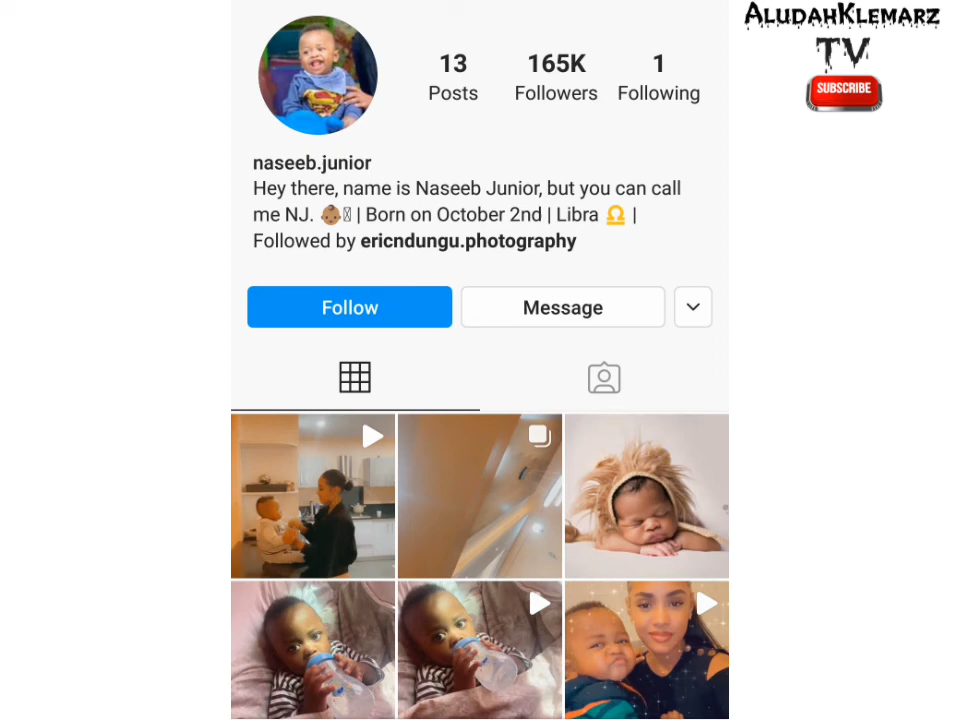 ALUDAHKLEMARZ
TV
SUBSCRIBE
13 165K 1
Posts Followers Following
naseeb.junior
Hey there, name is Naseeb Junior, but you can call
me NJ. 👶🏽 | Born on October 2nd | Libra ♎ |
Followed by ericndungu.photography
Follow Message